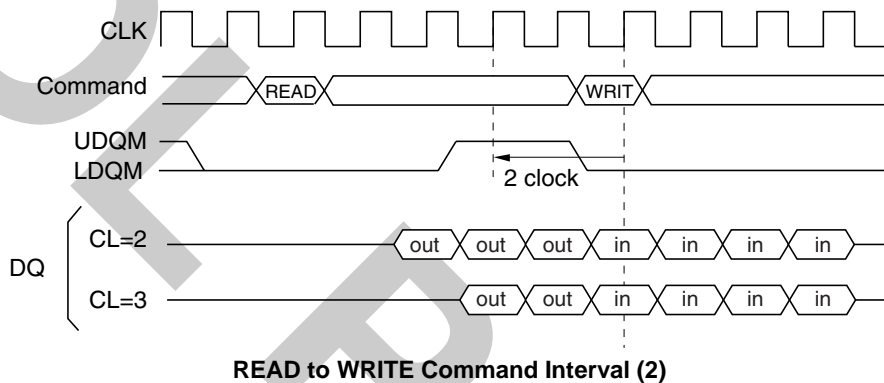 CLK
Command READ WRIT
UDQM
LDQM
2 clock
DQ
CL=2 out out out in in in in
CL=3 out out in in in in
READ to WRITE Command Interval (2)